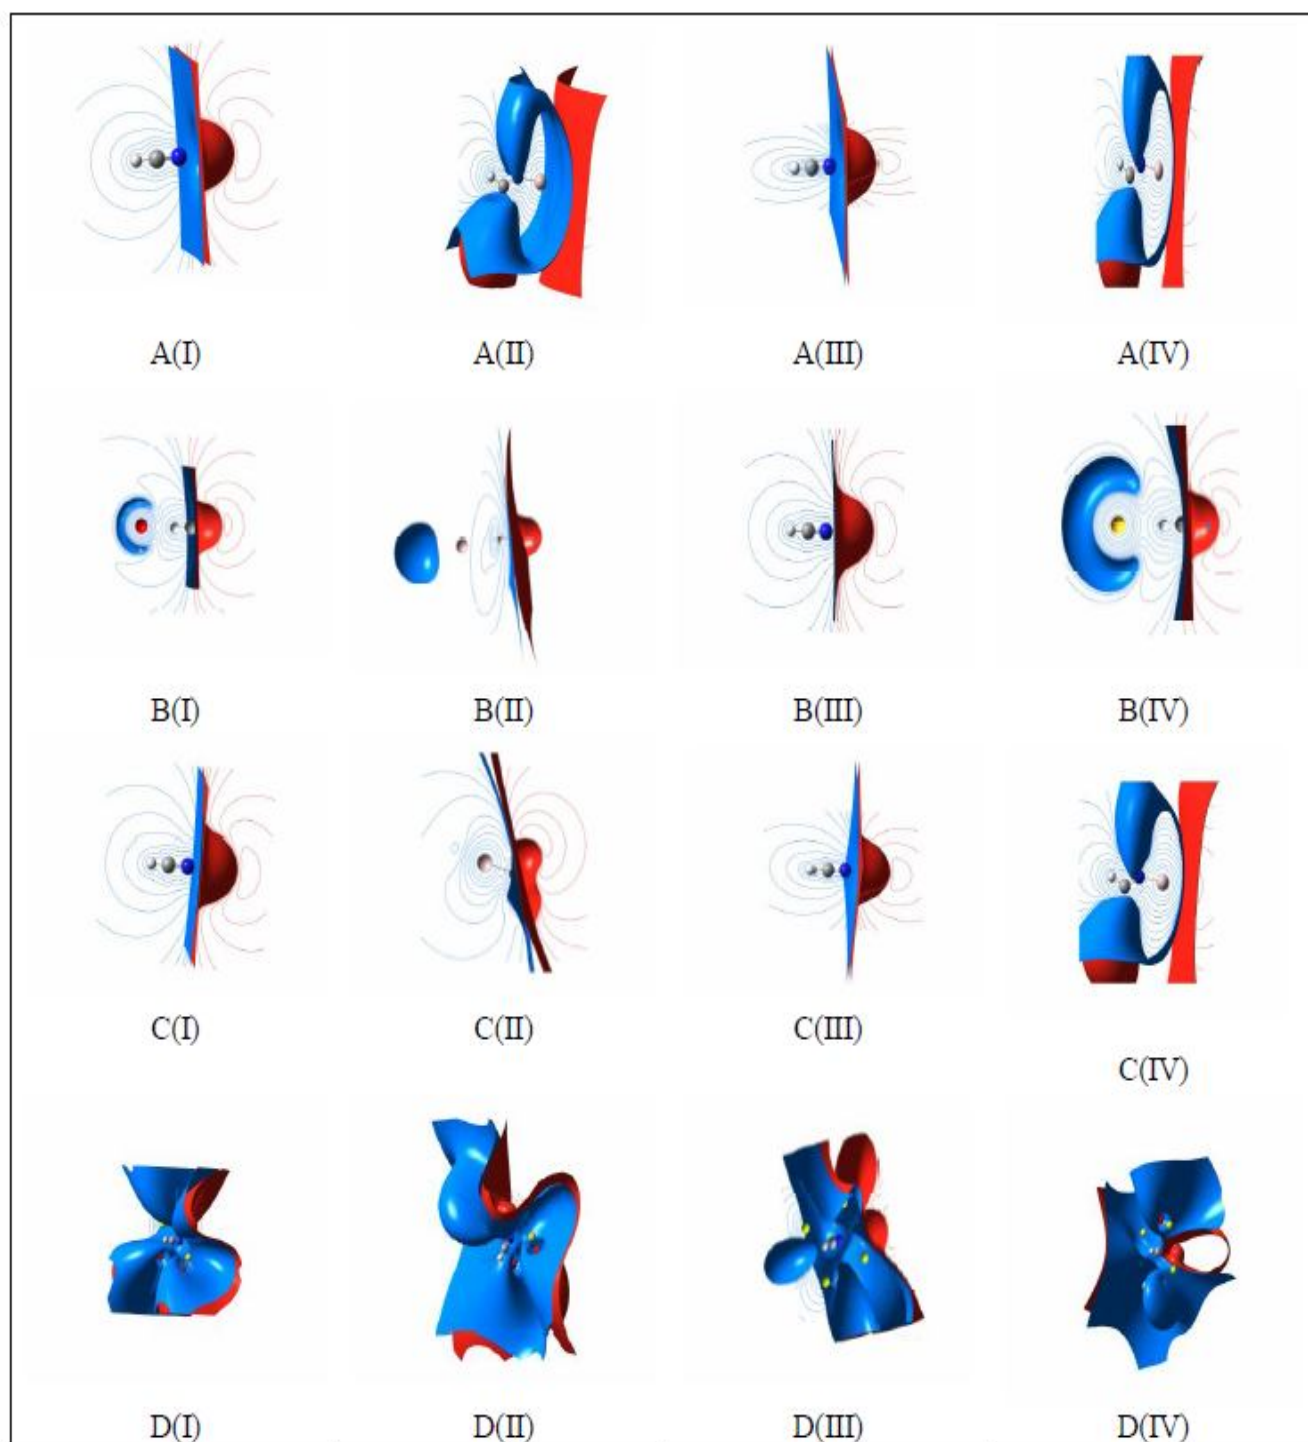 A(I) A(II) A(III) A(IV)
B(I) B(II) B(III) B(IV)
C(I) C(II) C(III)
C(IV)
D(I) D(II) D(III) D(IV)